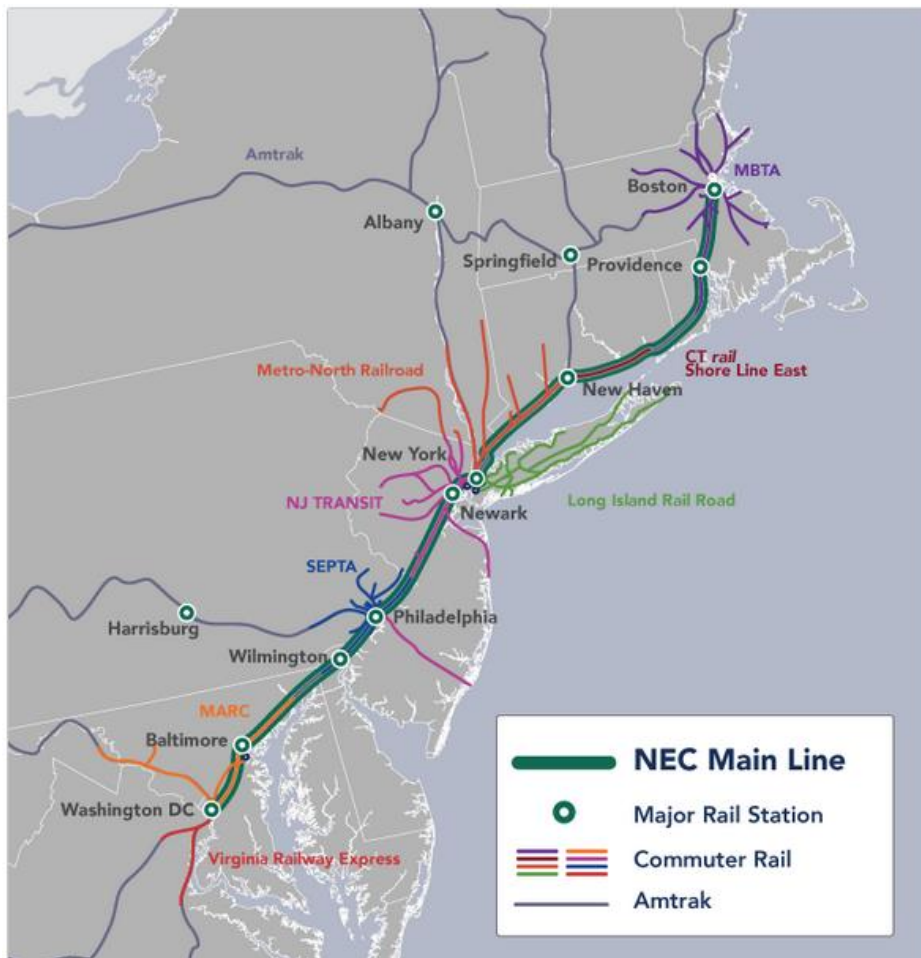 Amtrak
Albany
Boston
MBTA
Springfield
Providence
CT rail
Shore Line East
Metro-North Railroad
New Haven
New York
NJ TRANSIT
Newark
Long Island Rail Road
SEPTA
Harrisburg
Philadelphia
Wilmington
MARC
Baltimore
Washington DC
Virginia Railway Express
NEC Main Line
Major Rail Station
Commuter Rail
Amtrak